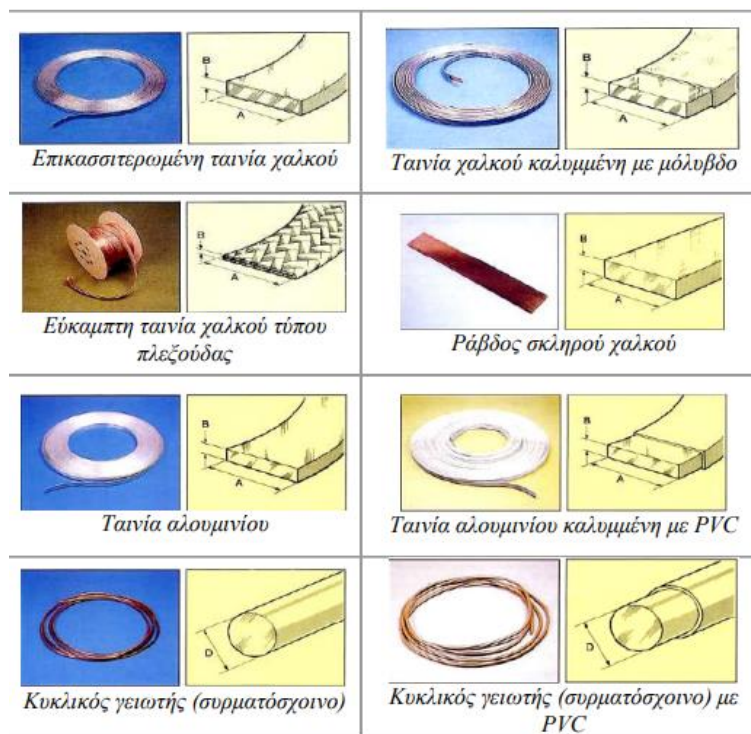 B
A
Επικασσιτερωμένη ταινία χαλκού
B
A
Ταινία χαλκού καλυμμένη με μόλυβδο
B
A
Εύκαμπτη ταινία χαλκού τύπου
πλεξούδας
B
A
Ράβδος σκληρού χαλκού
B
A
Ταινία αλουμινίου
B
A
Ταινία αλουμινίου καλυμμένη με PVC
D
Κυκλικός γειωτής (συρματόσχοινο)
D
Κυκλικός γειωτής (συρματόσχοινο) με
PVC